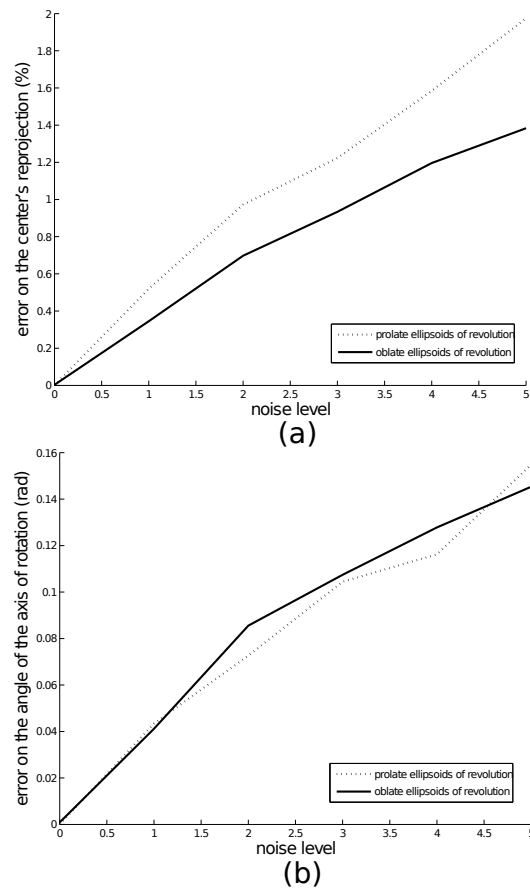 error on the center's reprojection (%)
2
1.8
1.6
1.4
1.2
1
0.8
0.6
0.4
0.2
0
prolate ellipsoids of revolution
oblate ellipsoids of revolution
0 0.5 1 1.5 2 2.5 3 3.5 4 4.5 5
noise level
(a)
error on the angle of the axis of rotation (rad)
0.16
0.14
0.12
0.1
0.08
0.06
0.04
0.02
0
prolate ellipsoids of revolution
oblate ellipsoids of revolution
0 0.5 1 1.5 2 2.5 3 3.5 4 4.5 5
noise level
(b)